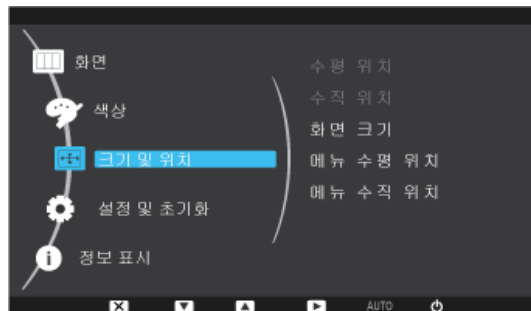 화면
색상
크기 및 위치
설정 및 초기화
정보 표시
수평 위치
수직 위치
화면 크기
메뉴 수평 위치
메뉴 수직 위치
AUTO